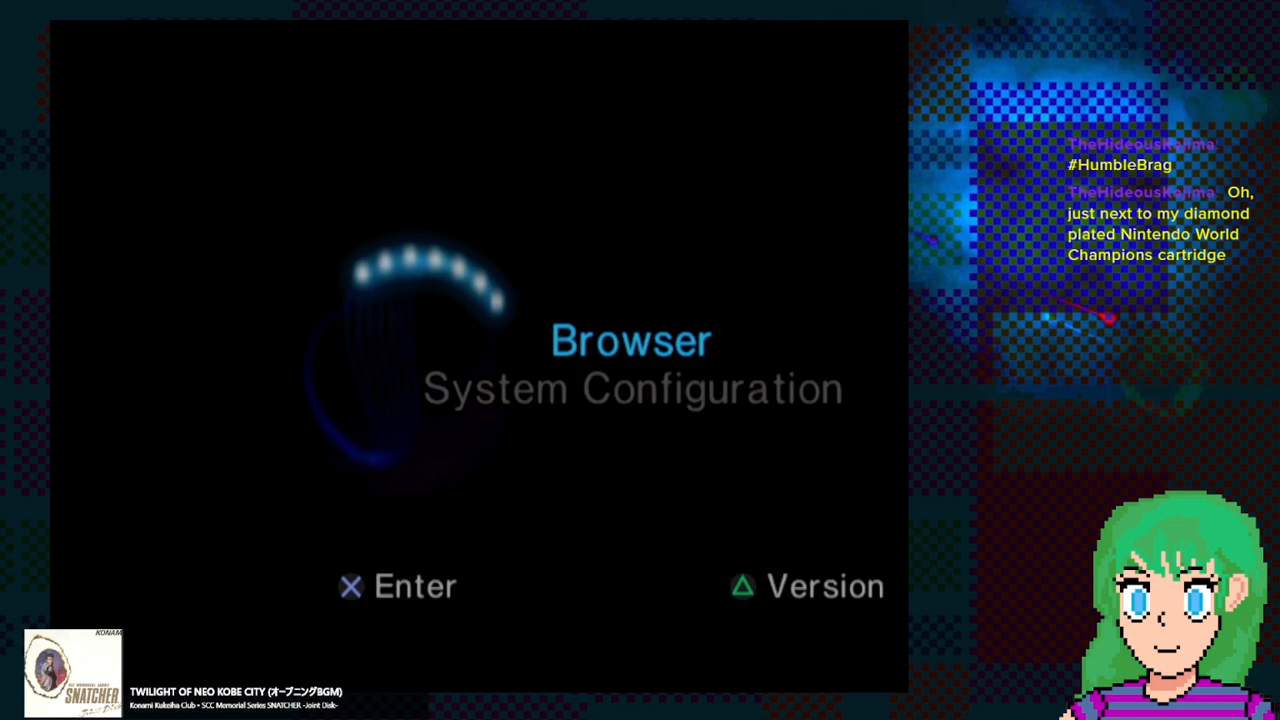 TheHideousKojima
#HumbleBrag
TheHideousKojima Oh,
just next to my diamond
plated Nintendo World
Champions cartridge
Browser
System Configuration
Enter
Version
KONAMI
SNATCHER
TWILIGHT OF NEO KOBE CITY (オープニングBGM)
Konami Kukeiha Club - SCC Memorial Series SNATCHER -Joint Disk-